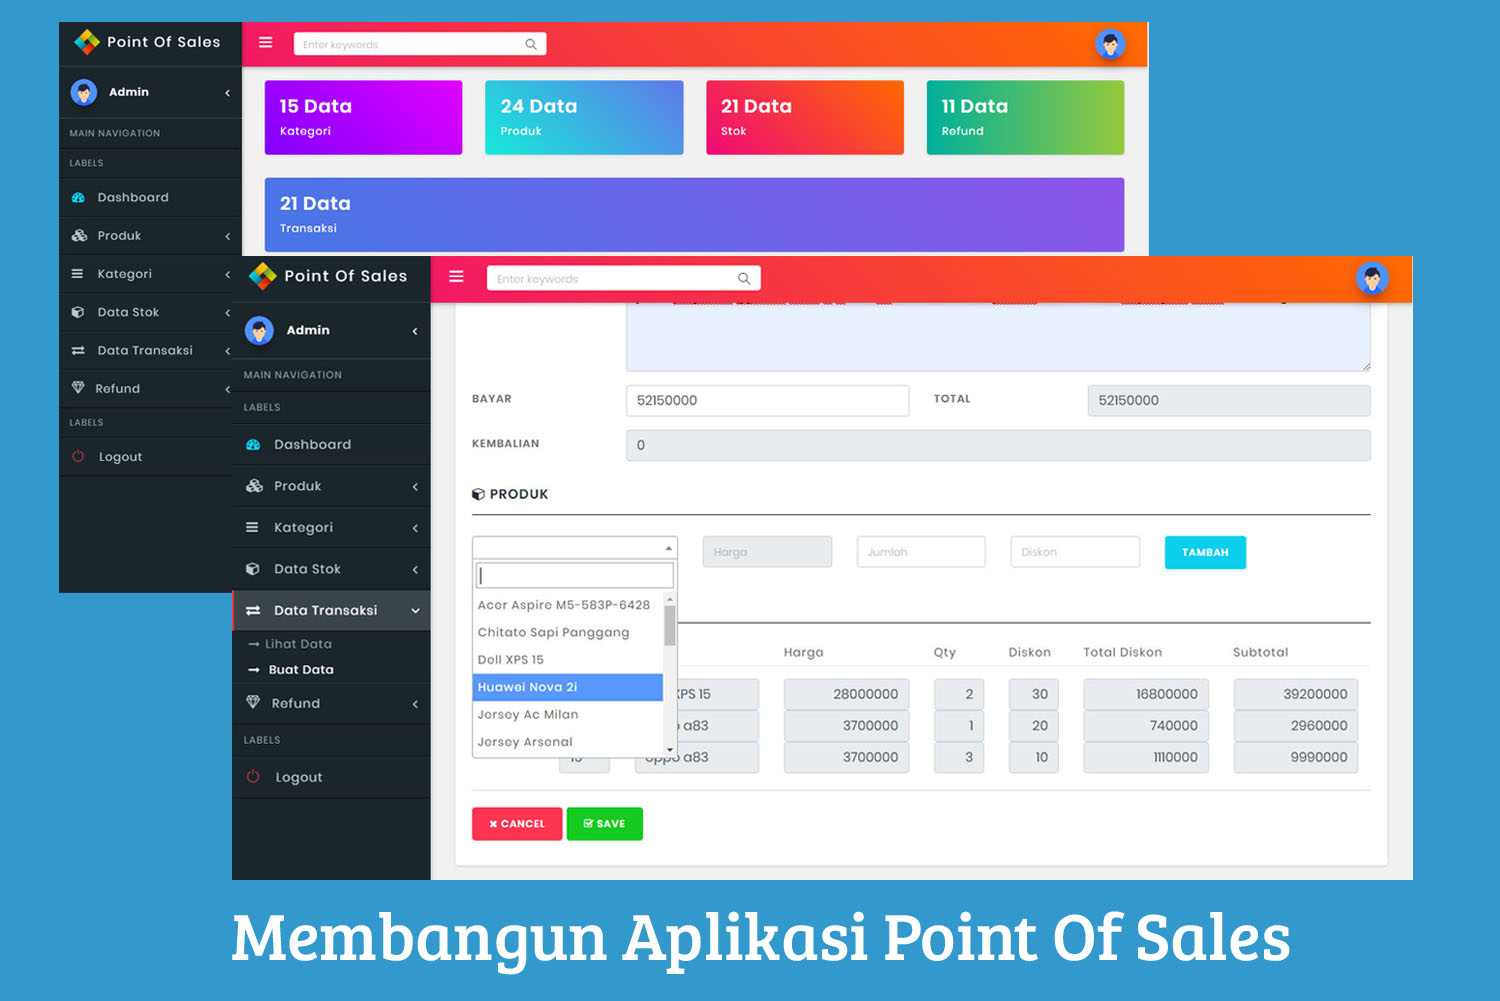 Point Of Sales
Enter keywords
Admin
MAIN NAVIGATION
LABELS
Dashboard
Produk
Kategori
Data Stok
Data Transaksi
Refund
LABELS
Logout
15 Data
Kategori
24 Data
Produk
21 Data
Stok
11 Data
Refund
21 Data
Transaksi
Point Of Sales
Enter keywords
Admin
MAIN NAVIGATION
LABELS
Dashboard
Produk
Kategori
Data Stok
Data Transaksi
Lihat Data
Buat Data
Refund
LABELS
Logout
BAYAR 52150000 TOTAL 52150000
KEMBALIAN 0
PRODUK
Harga Jumlah Diskon TAMBAH
Acer Aspire M5-583P-6428
Chitato Sapi Panggang
Dell XPS 15
Huawei Nova 2i
Jersey Ac Milan
Jersey Arsenal
Harga Qty Diskon Total Diskon Subtotal
XPS 15 28000000 2 30 16800000 39200000
a83 3700000 1 20 740000 2960000
a83 3700000 3 10 1110000 9990000
CANCEL SAVE
Membangun Aplikasi Point Of Sales